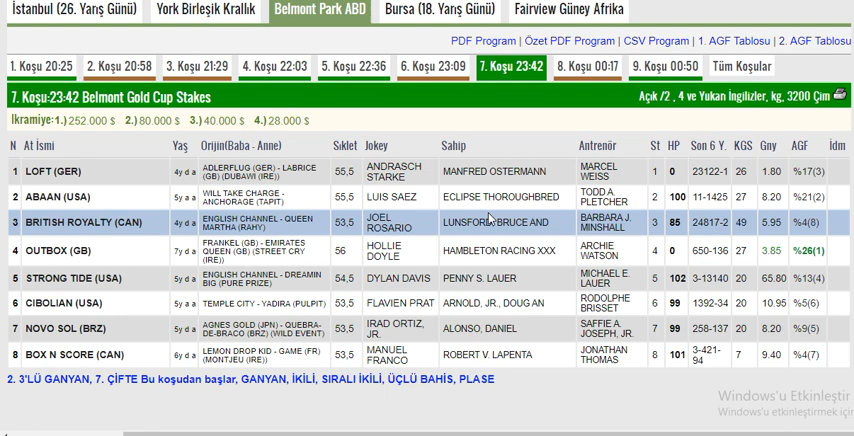 İstanbul (26. Yarış Günü) York Birleşik Krallık Belmont Park ABD Bursa (18. Yarış Günü) Fairview Güney Afrika
PDF Program | Özet PDF Program | CSV Program | 1. AGF Tablosu | 2. AGF Tablosu
1. Koşu 20:25 2. Koşu 20:58 3. Koşu 21:29 4. Koşu 22:03 5. Koşu 22:36 6. Koşu 23:09 7. Koşu 23:42 8. Koşu 00:17 9. Koşu 00:50 Tüm Koşular
7. Koşu:23:42 Belmont Gold Cup Stakes Açık /2 , 4 ve Yukarı İngilizler, kg, 3200 Çim
İkramiye: 1.) 252.000 $ 2.) 80.000 $ 3.) 40.000 $ 4.) 28.000 $
N At İsmi Yaş Orijin(Baba - Anne) Sıklet Jokey Sahip Antrenör St HP Son 6 Y. KGS Gny AGF İdm
1 LOFT (GER) 4y d a ADLERFLUG (GER) - LABRICE (GB) (DUBAWI (IRE)) 55,5 ANDRASCH STARKE MANFRED OSTERMANN MARCEL WEISS 1 0 23122-1 26 1.80 %17(3)
2 ABAAN (USA) 5y a a WILL TAKE CHARGE - ANCHORAGE (TAPIT) 55,5 LUIS SAEZ ECLIPSE THOROUGHBRED TODD A. PLETCHER 2 100 11-1425 27 8.20 %21(2)
3 BRITISH ROYALTY (CAN) 4y d a ENGLISH CHANNEL - QUEEN MARTHA (RAHY) 53,5 JOEL ROSARIO LUNSFORD, BRUCE AND BARBARA J. MINSHALL 3 85 24817-2 49 5.95 %4(8)
4 OUTBOX (GB) 7y d a FRANKEL (GB) - EMIRATES QUEEN (GB) (STREET CRY (IRE)) 56 HOLLIE DOYLE HAMBLETON RACING XXX ARCHIE WATSON 4 0 650-136 27 3.85 %26(1)
5 STRONG TIDE (USA) 5y d a ENGLISH CHANNEL - DREAMIN BIG (PURE PRIZE) 54,5 DYLAN DAVIS PENNY S. LAUER MICHAEL E. LAUER 5 102 3-13140 20 65.80 %13(4)
6 CIBOLIAN (USA) 5y a a TEMPLE CITY - YADIRA (PULPIT) 53,5 FLAVIEN PRAT ARNOLD, JR., DOUG AN RODOLPHE BRISSET 6 99 1392-34 20 10.95 %5(6)
7 NOVO SOL (BRZ) 5y d a AGNES GOLD (JPN) - QUEBRA-DE-BRACO (BRZ) (WILD EVENT) 53,5 IRAD ORTIZ, JR. ALONSO, DANIEL SAFFIE A. JOSEPH, JR. 7 99 258-137 20 8.20 %9(5)
8 BOX N SCORE (CAN) 6y d a LEMON DROP KID - GAME (FR) (MONTJEU (IRE)) 53,5 MANUEL FRANCO ROBERT V. LAPENTA JONATHAN THOMAS 8 101 3-421-94 7 9.40 %4(7)
2. 3'LÜ GANYAN, 7. ÇİFTE Bu koşudan başlar, GANYAN, İKİLİ, SIRALI İKİLİ, ÜÇLÜ BAHİS, PLASE
Windows'u Etkinleştir
Windows'u etkinleştirmek için